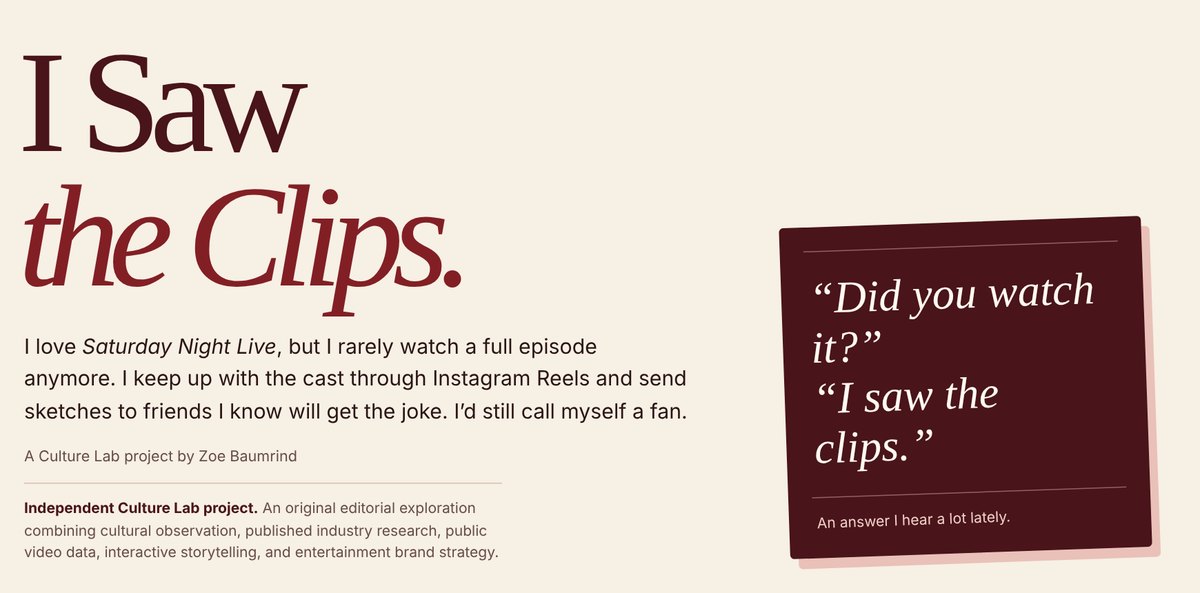 I Saw
the Clips.
I love Saturday Night Live, but I rarely watch a full episode
anymore. I keep up with the cast through Instagram Reels and send
sketches to friends I know will get the joke. I’d still call myself a fan.
A Culture Lab project by Zoe Baumrind
Independent Culture Lab project. An original editorial exploration
combining cultural observation, published industry research, public
video data, interactive storytelling, and entertainment brand strategy.
“Did you watch
it?”
“I saw the
clips.”
An answer I hear a lot lately.